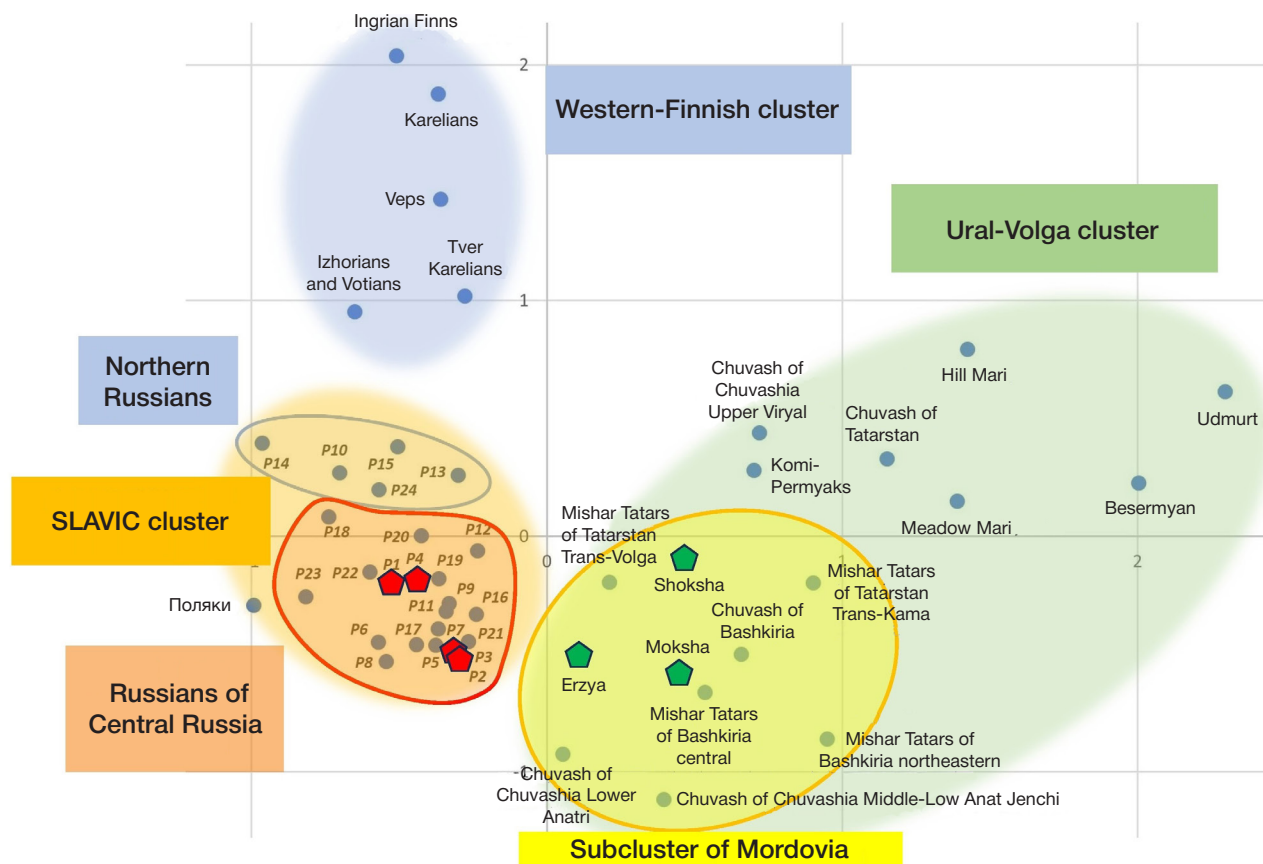 Ingrian Finns
2
Western-Finnish cluster
Karelians
Veps
Ural-Volga cluster
Izhorians
and Votians
Tver
Karelians
1
Northern
Russians
Hill Mari
Chuvash of
Chuvashia
Upper Viryal
Chuvash of
Tatarstan
Udmurt
P14
P10
P15
P13
P24
Komi-
Permyaks
Besermyan
Meadow Mari
SLAVIC cluster
P18
P20
P12
Mishar Tatars
of Tatarstan
Trans-Volga
0
1
2
P23
P22
P1
P4
P19
Shoksha
Mishar Tatars
of Tatarstan
Trans-Kama
Поляки
P9
P16
P11
Chuvash of
Bashkiria
P6
P17
P7
P21
P8
P5
P3
P2
Moksha
Erzya
Russians of
Central Russia
Mishar Tatars
of Bashkiria
central
Mishar Tatars of
Bashkiria northeastern
-1
Chuvash of
Chuvashia Lower
Anatri
Chuvash of Chuvashia Middle-Low Anat Jenchi
Subcluster of Mordovia